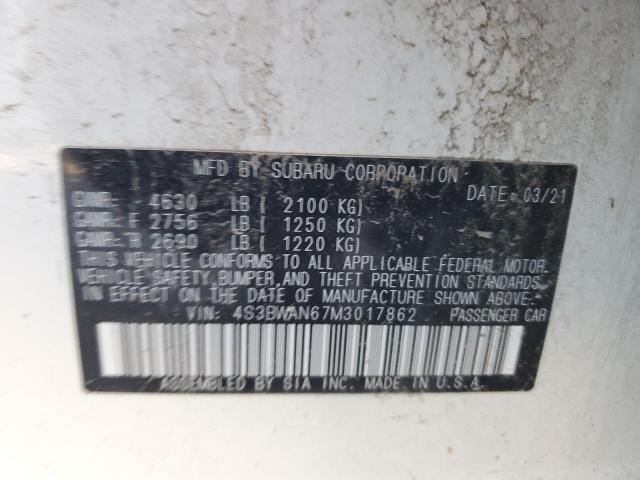 MFD BY SUBARU CORPORATION
DATE: 03/21
GVWR: 4630 LB ( 2100 KG)
GAWR: F 2756 LB ( 1250 KG)
GAWR: R 2690 LB ( 1220 KG)
THIS VEHICLE CONFORMS TO ALL APPLICABLE FEDERAL MOTOR
VEHICLE SAFETY, BUMPER, AND THEFT PREVENTION STANDARDS
IN EFFECT ON THE DATE OF MANUFACTURE SHOWN ABOVE.
VIN: 4S3BWAN67M3017862 PASSENGER CAR
ASSEMBLED BY SIA INC. MADE IN U.S.A.